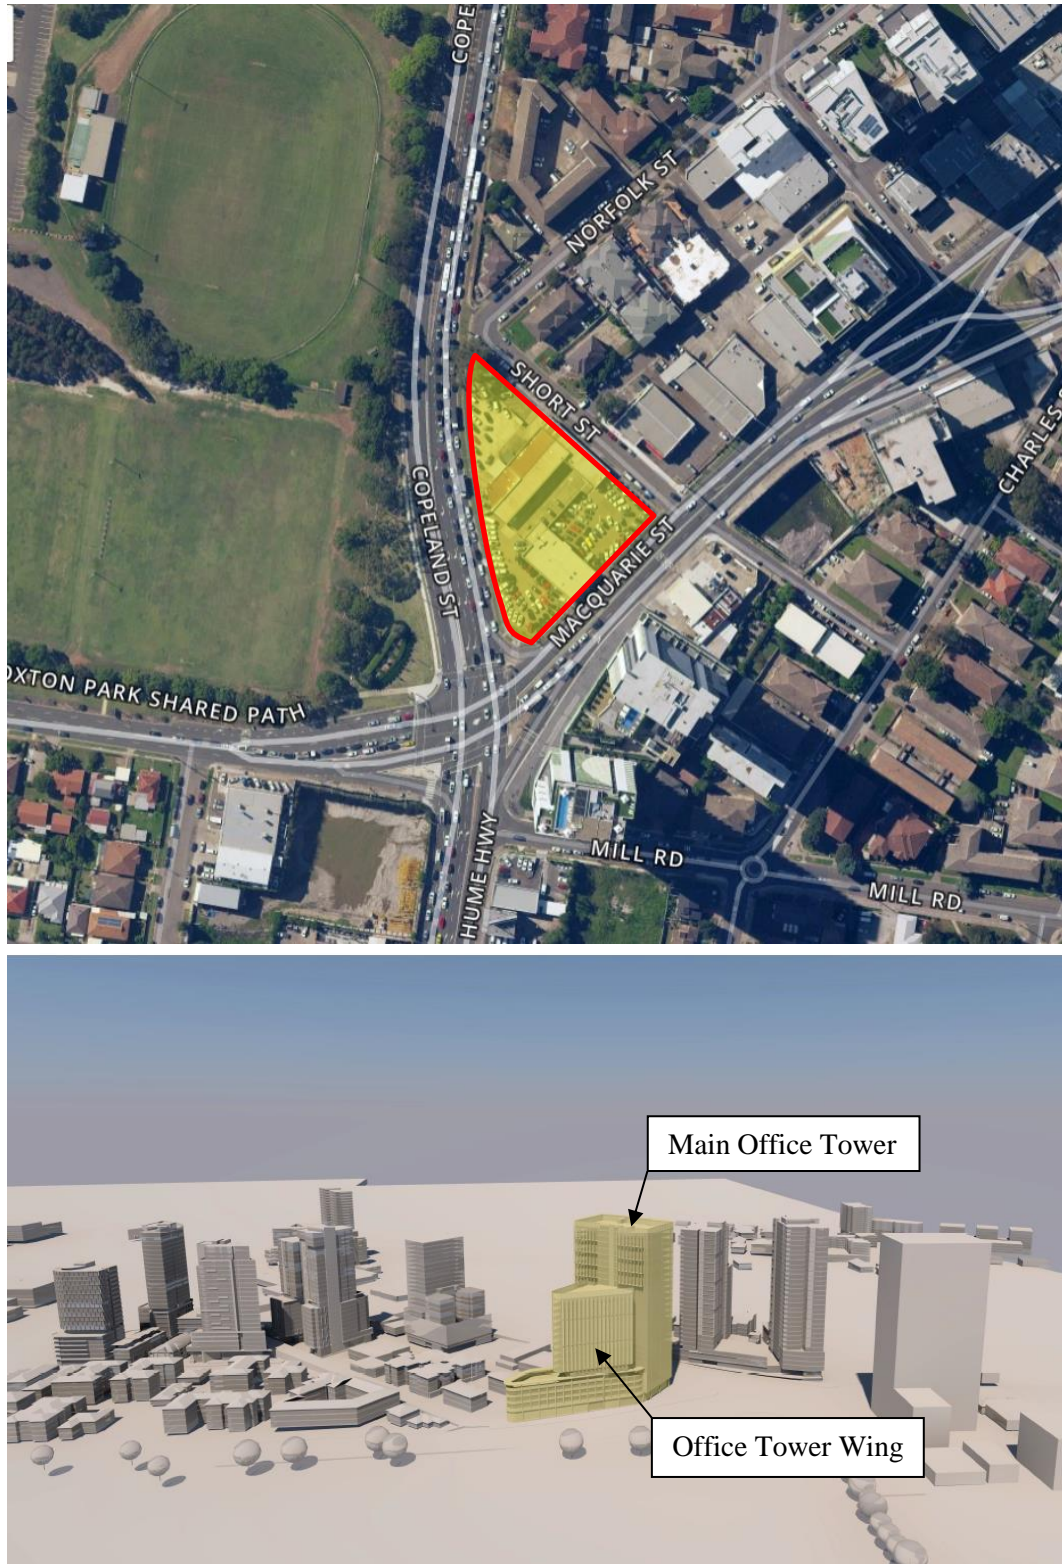 COPE
NORFOLK ST
SHORT ST
CHARLES
COPELAND ST
MACQUARIE ST
OXTON PARK SHARED PATH
HUME HWY
MILL RD
MILL RD
Main Office Tower
Office Tower Wing